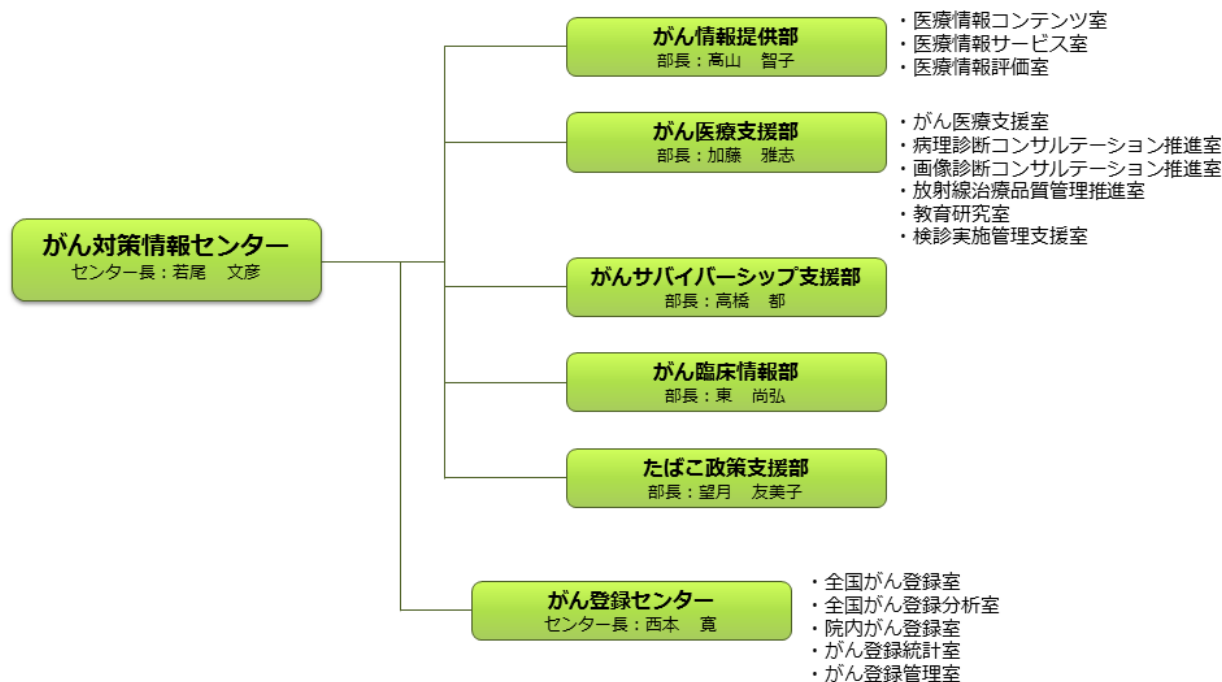 がん対策情報センター
センター長：若尾　文彦
がん情報提供部
部長：高山　智子
・医療情報コンテンツ室
・医療情報サービス室
・医療情報評価室
がん医療支援部
部長：加藤　雅志
・がん医療支援室
・病理診断コンサルテーション推進室
・画像診断コンサルテーション推進室
・放射線治療品質管理推進室
・教育研究室
・検診実施管理支援室
がんサバイバーシップ支援部
部長：高橋　都
がん臨床情報部
部長：東　尚弘
たばこ政策支援部
部長：望月　友美子
がん登録センター
センター長：西本　寛
・全国がん登録室
・全国がん登録分析室
・院内がん登録室
・がん登録統計室
・がん登録管理室